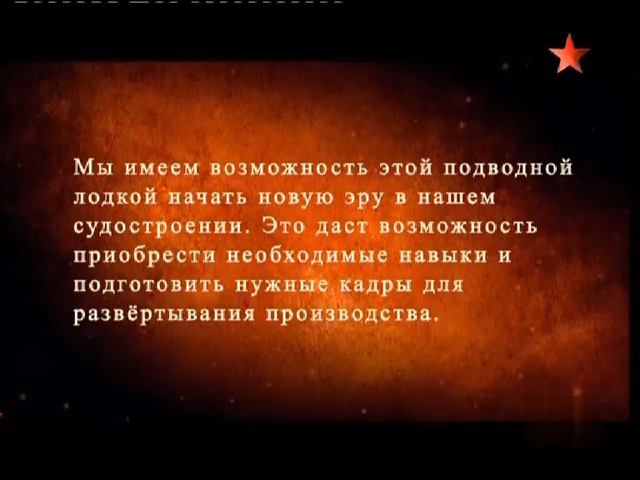 Мы имеем возможность этой подводной
лодкой начать новую эру в нашем
судостроении. Это даст возможность
приобрести необходимые навыки и
подготовить нужные кадры для
развёртывания производства.